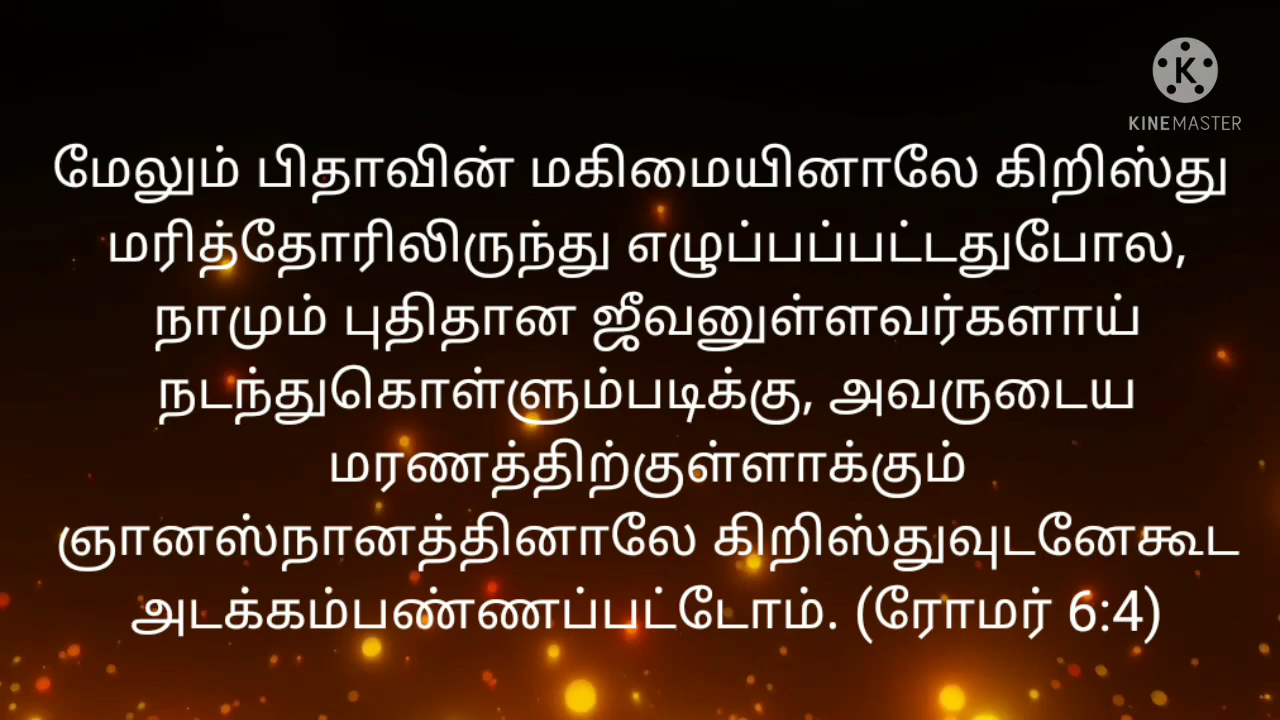 KINEMASTER
மேலும் பிதாவின் மகிமையினாலே கிறிஸ்து
மரித்தோரிலிருந்து எழுப்பப்பட்டதுபோல,
நாமும் புதிதான ஜீவனுள்ளவர்களாய்
நடந்துகொள்ளும்படிக்கு, அவருடைய
மரணத்திற்குள்ளாக்கும்
ஞானஸ்நானத்தினாலே கிறிஸ்துவுடனேகூட
அடக்கம்பண்ணப்பட்டோம். (ரோமர் 6:4)